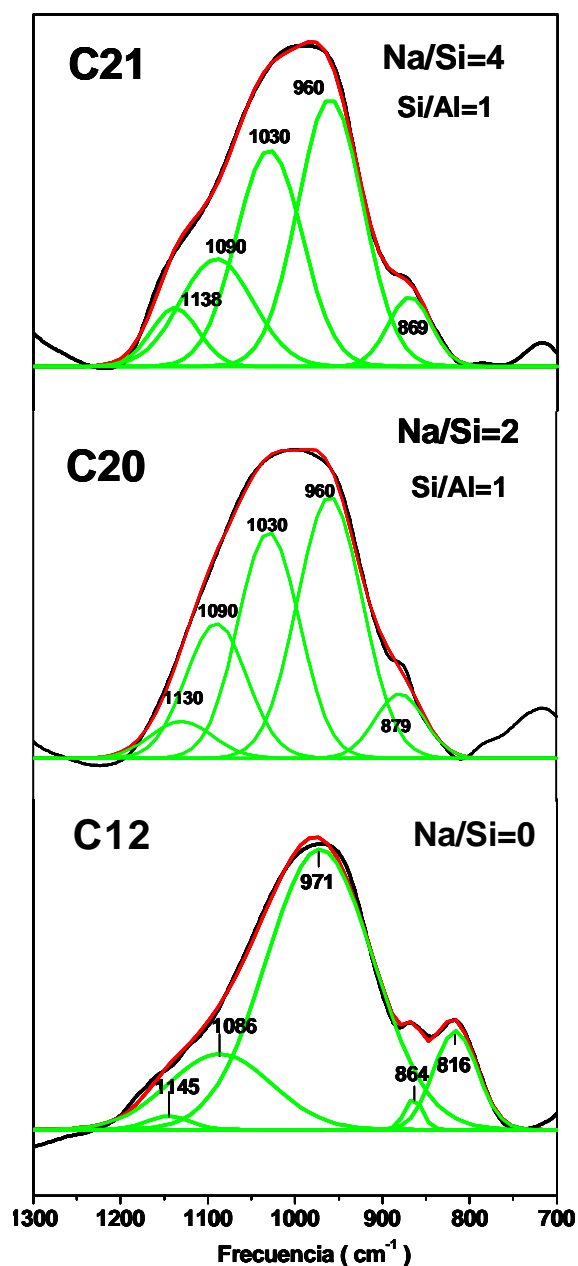 C21
Na/Si=4
Si/Al=1
960
1030
1090
1138
869
C20
Na/Si=2
Si/Al=1
960
1030
1090
1130
879
C12
Na/Si=0
971
1086
1145
864
816
1300 1200 1100 1000 900 800 700
Frecuencia ( cm⁻¹ )